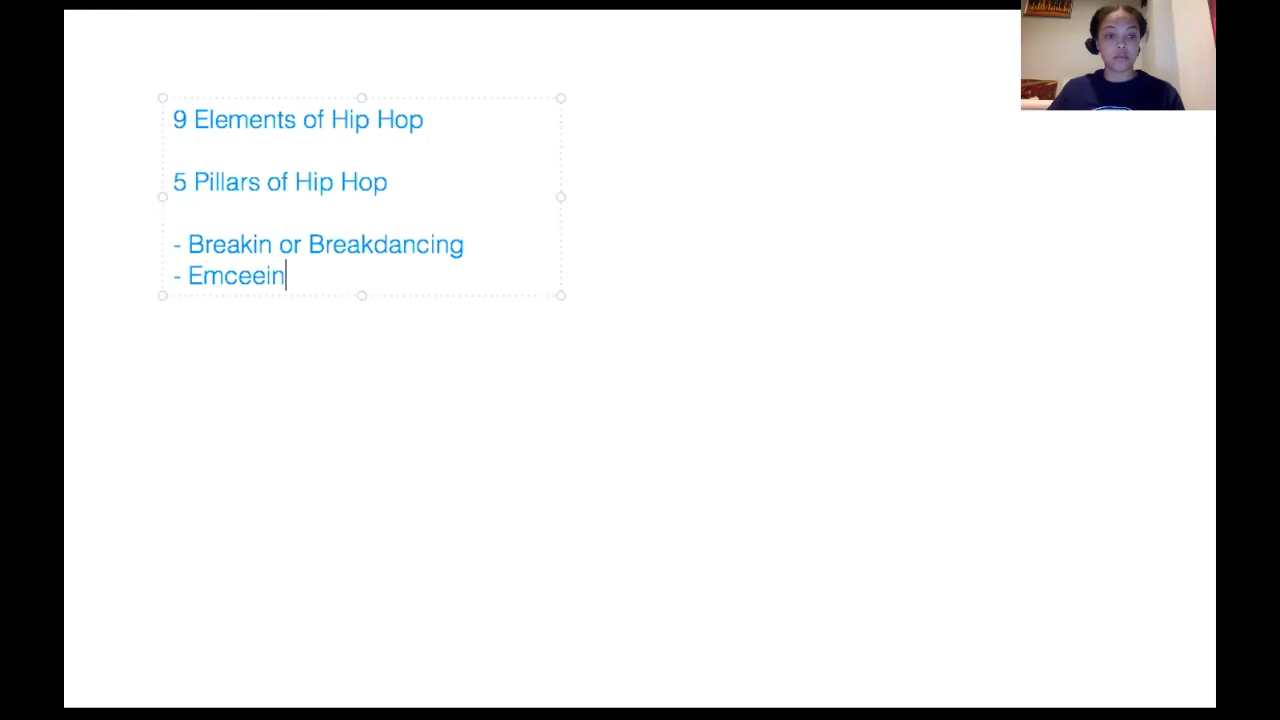 9 Elements of Hip Hop
5 Pillars of Hip Hop
- Breakin or Breakdancing
- Emceein